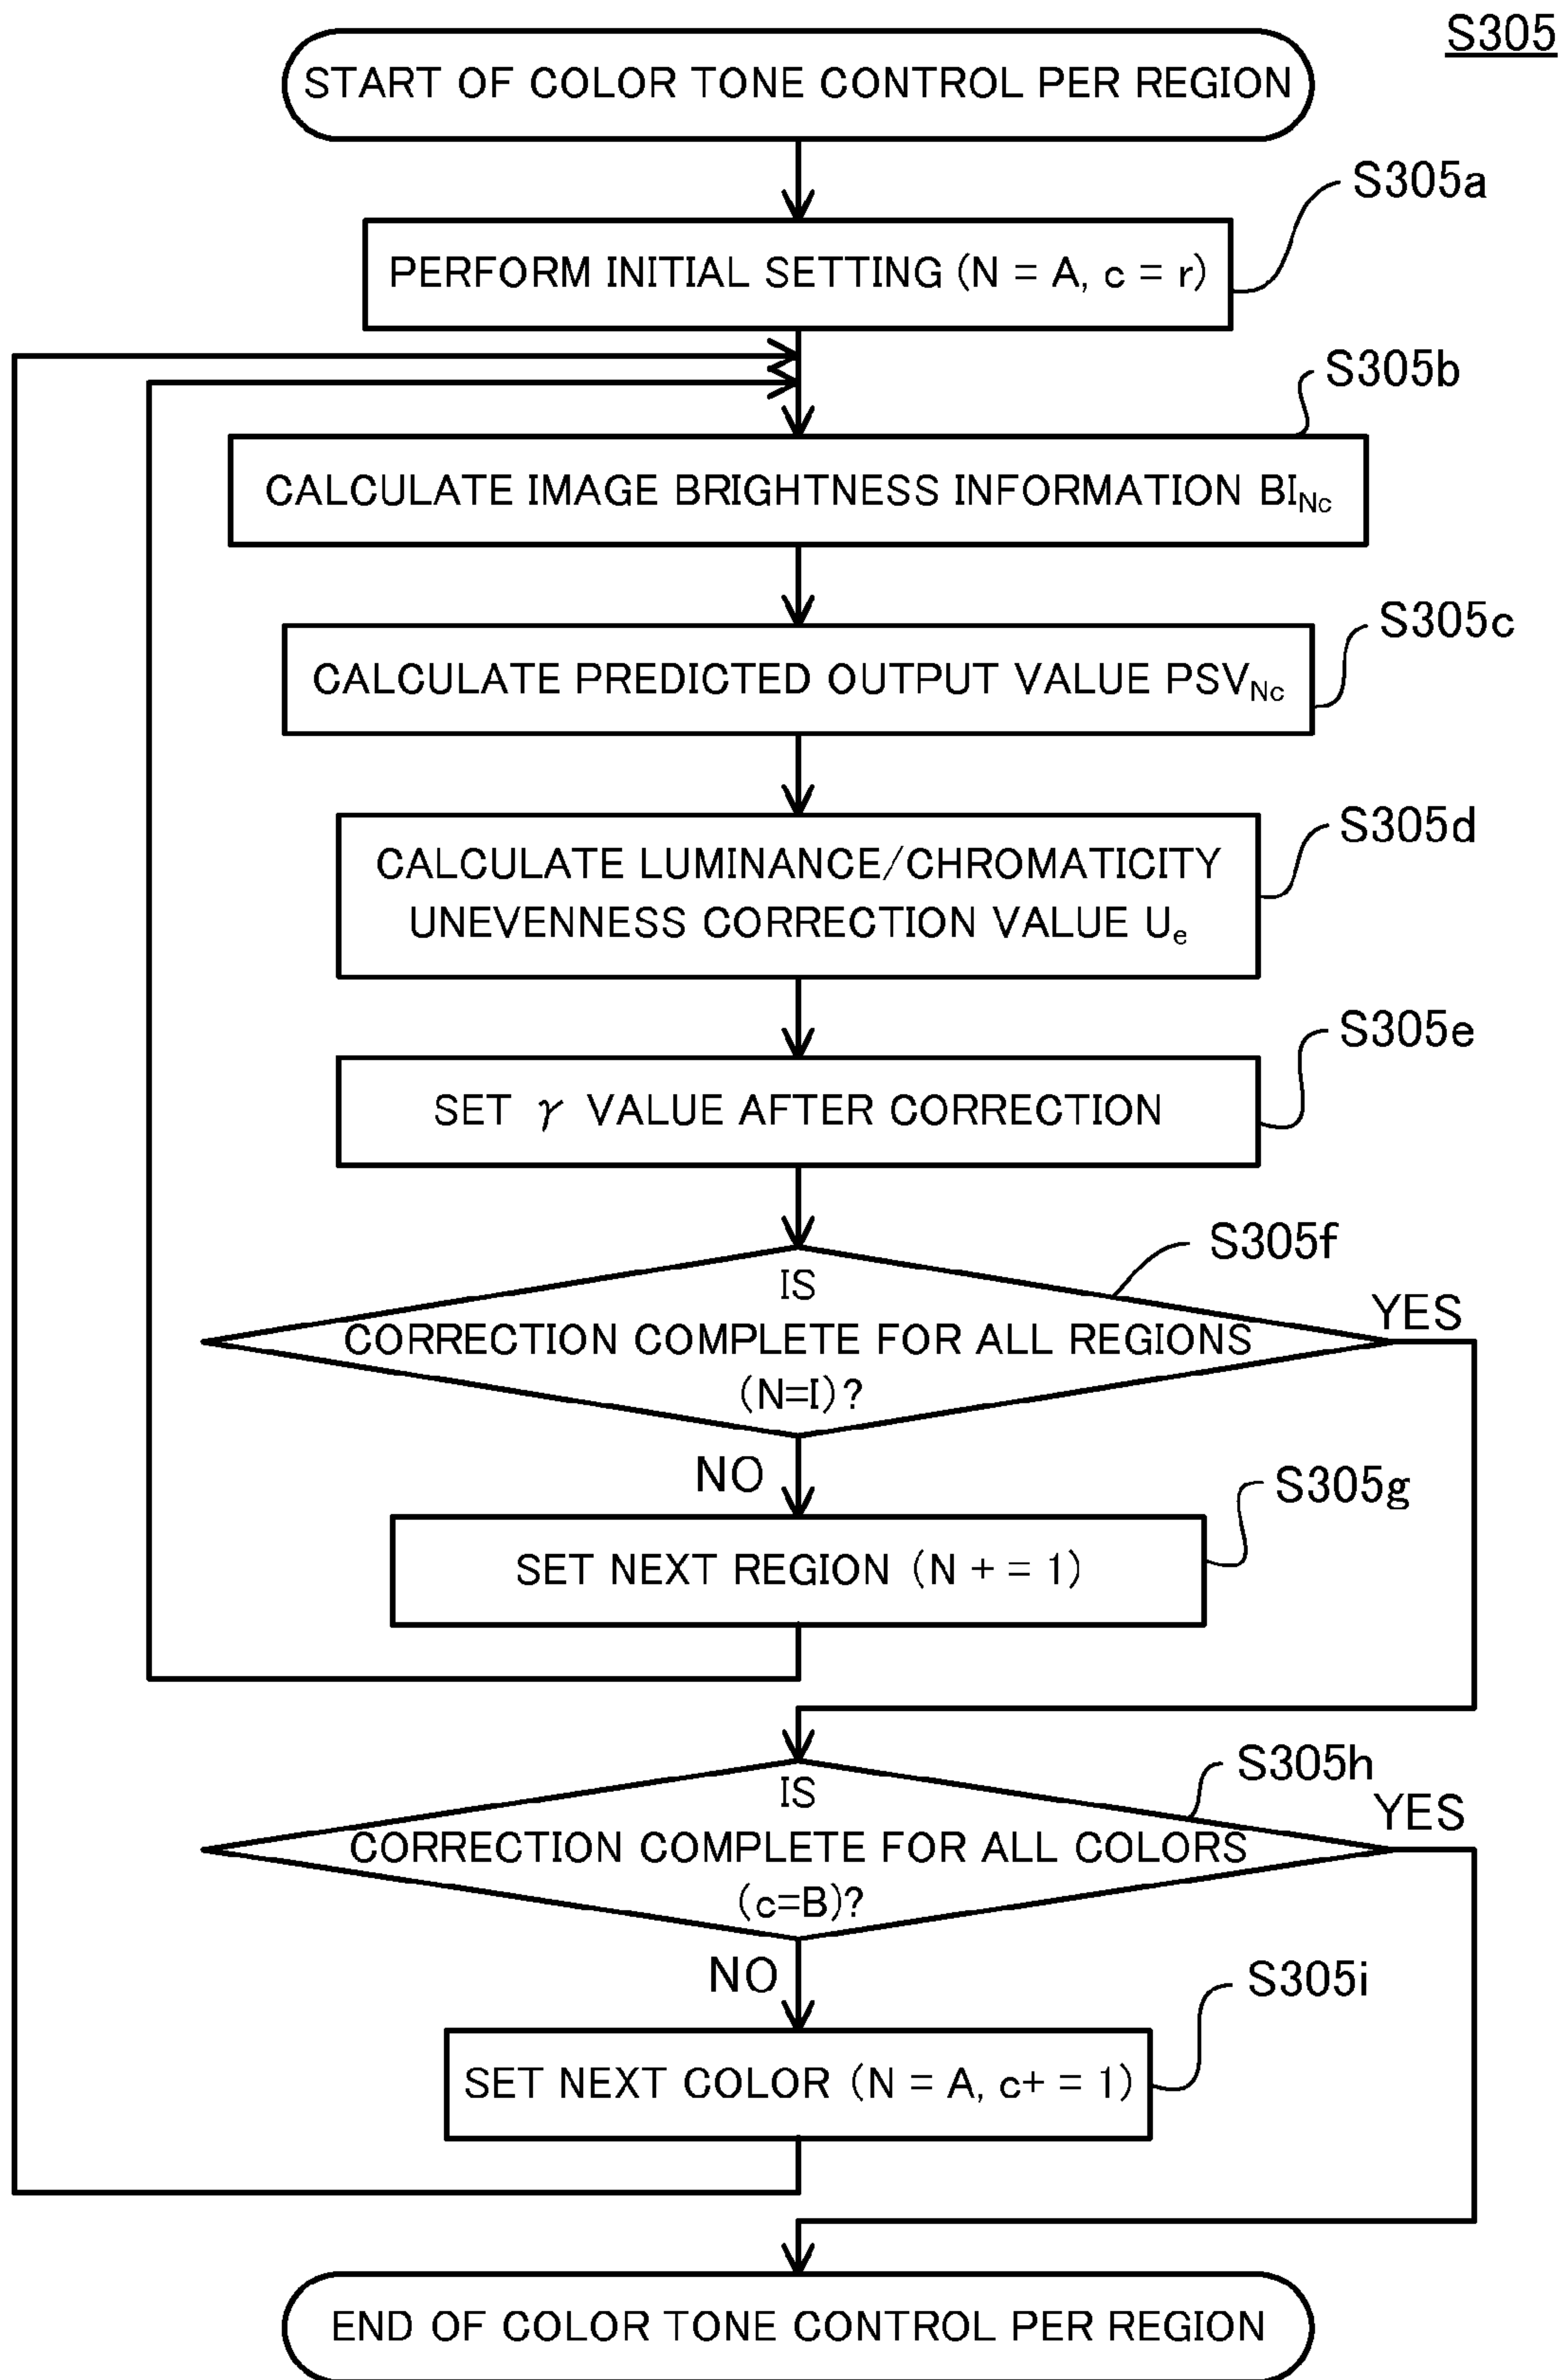 S305
START OF COLOR TONE CONTROL PER REGION
S305a
PERFORM INITIAL SETTING (N = A, c = r)
S305b
CALCULATE IMAGE BRIGHTNESS INFORMATION BI_Nc
S305c
CALCULATE PREDICTED OUTPUT VALUE PSV_Nc
S305d
CALCULATE LUMINANCE/CHROMATICITY
UNEVENNESS CORRECTION VALUE U_e
S305e
SET γ VALUE AFTER CORRECTION
S305f
IS
YES
CORRECTION COMPLETE FOR ALL REGIONS
(N=I)?
NO
S305g
SET NEXT REGION (N + = 1)
S305h
IS
YES
CORRECTION COMPLETE FOR ALL COLORS
(c=B)?
NO
S305i
SET NEXT COLOR (N = A, c+ = 1)
END OF COLOR TONE CONTROL PER REGION